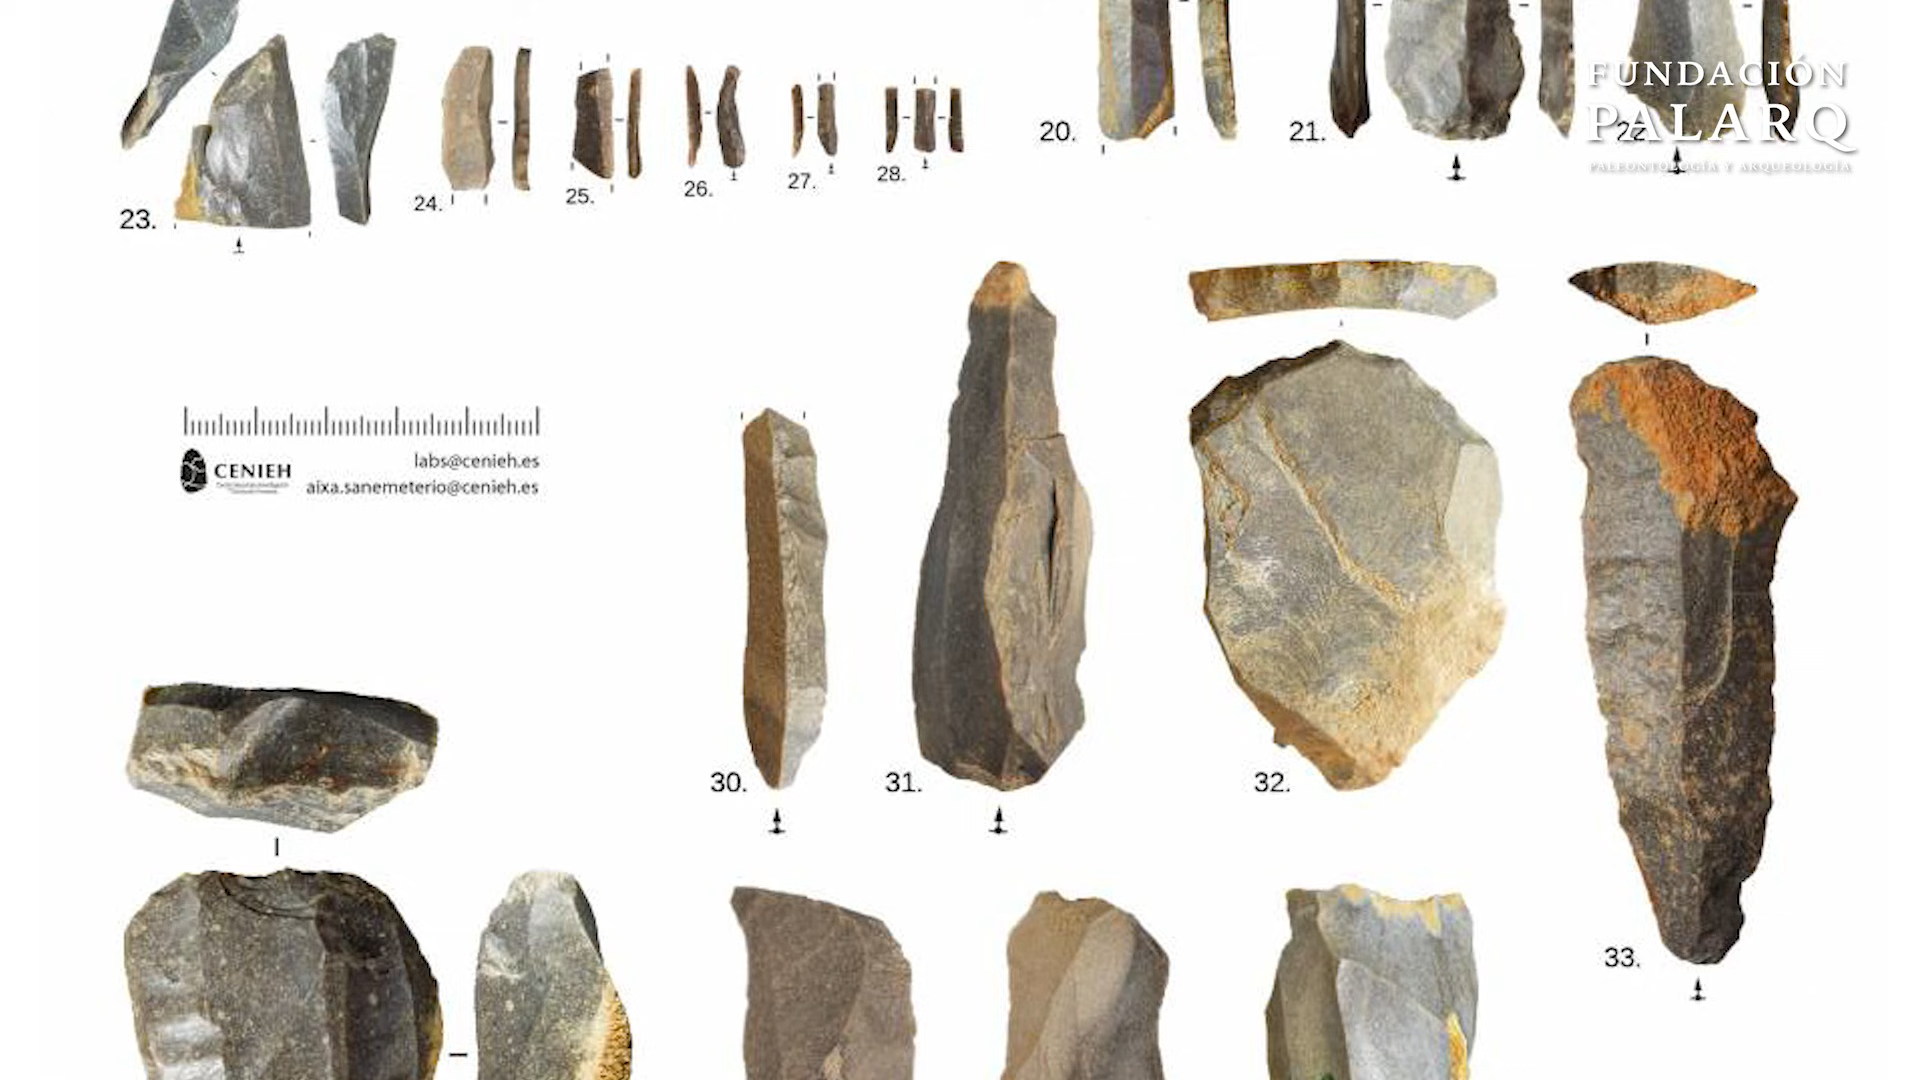 FUNDACIÓN
PALARQ
PALEONTOLOGÍA Y ARQUEOLOGÍA
20.
21.
22.
23.
24.
25.
26.
27.
28.
CENIEH
labs@cenieh.es
aixa.sanemeterio@cenieh.es
30.
31.
32.
33.